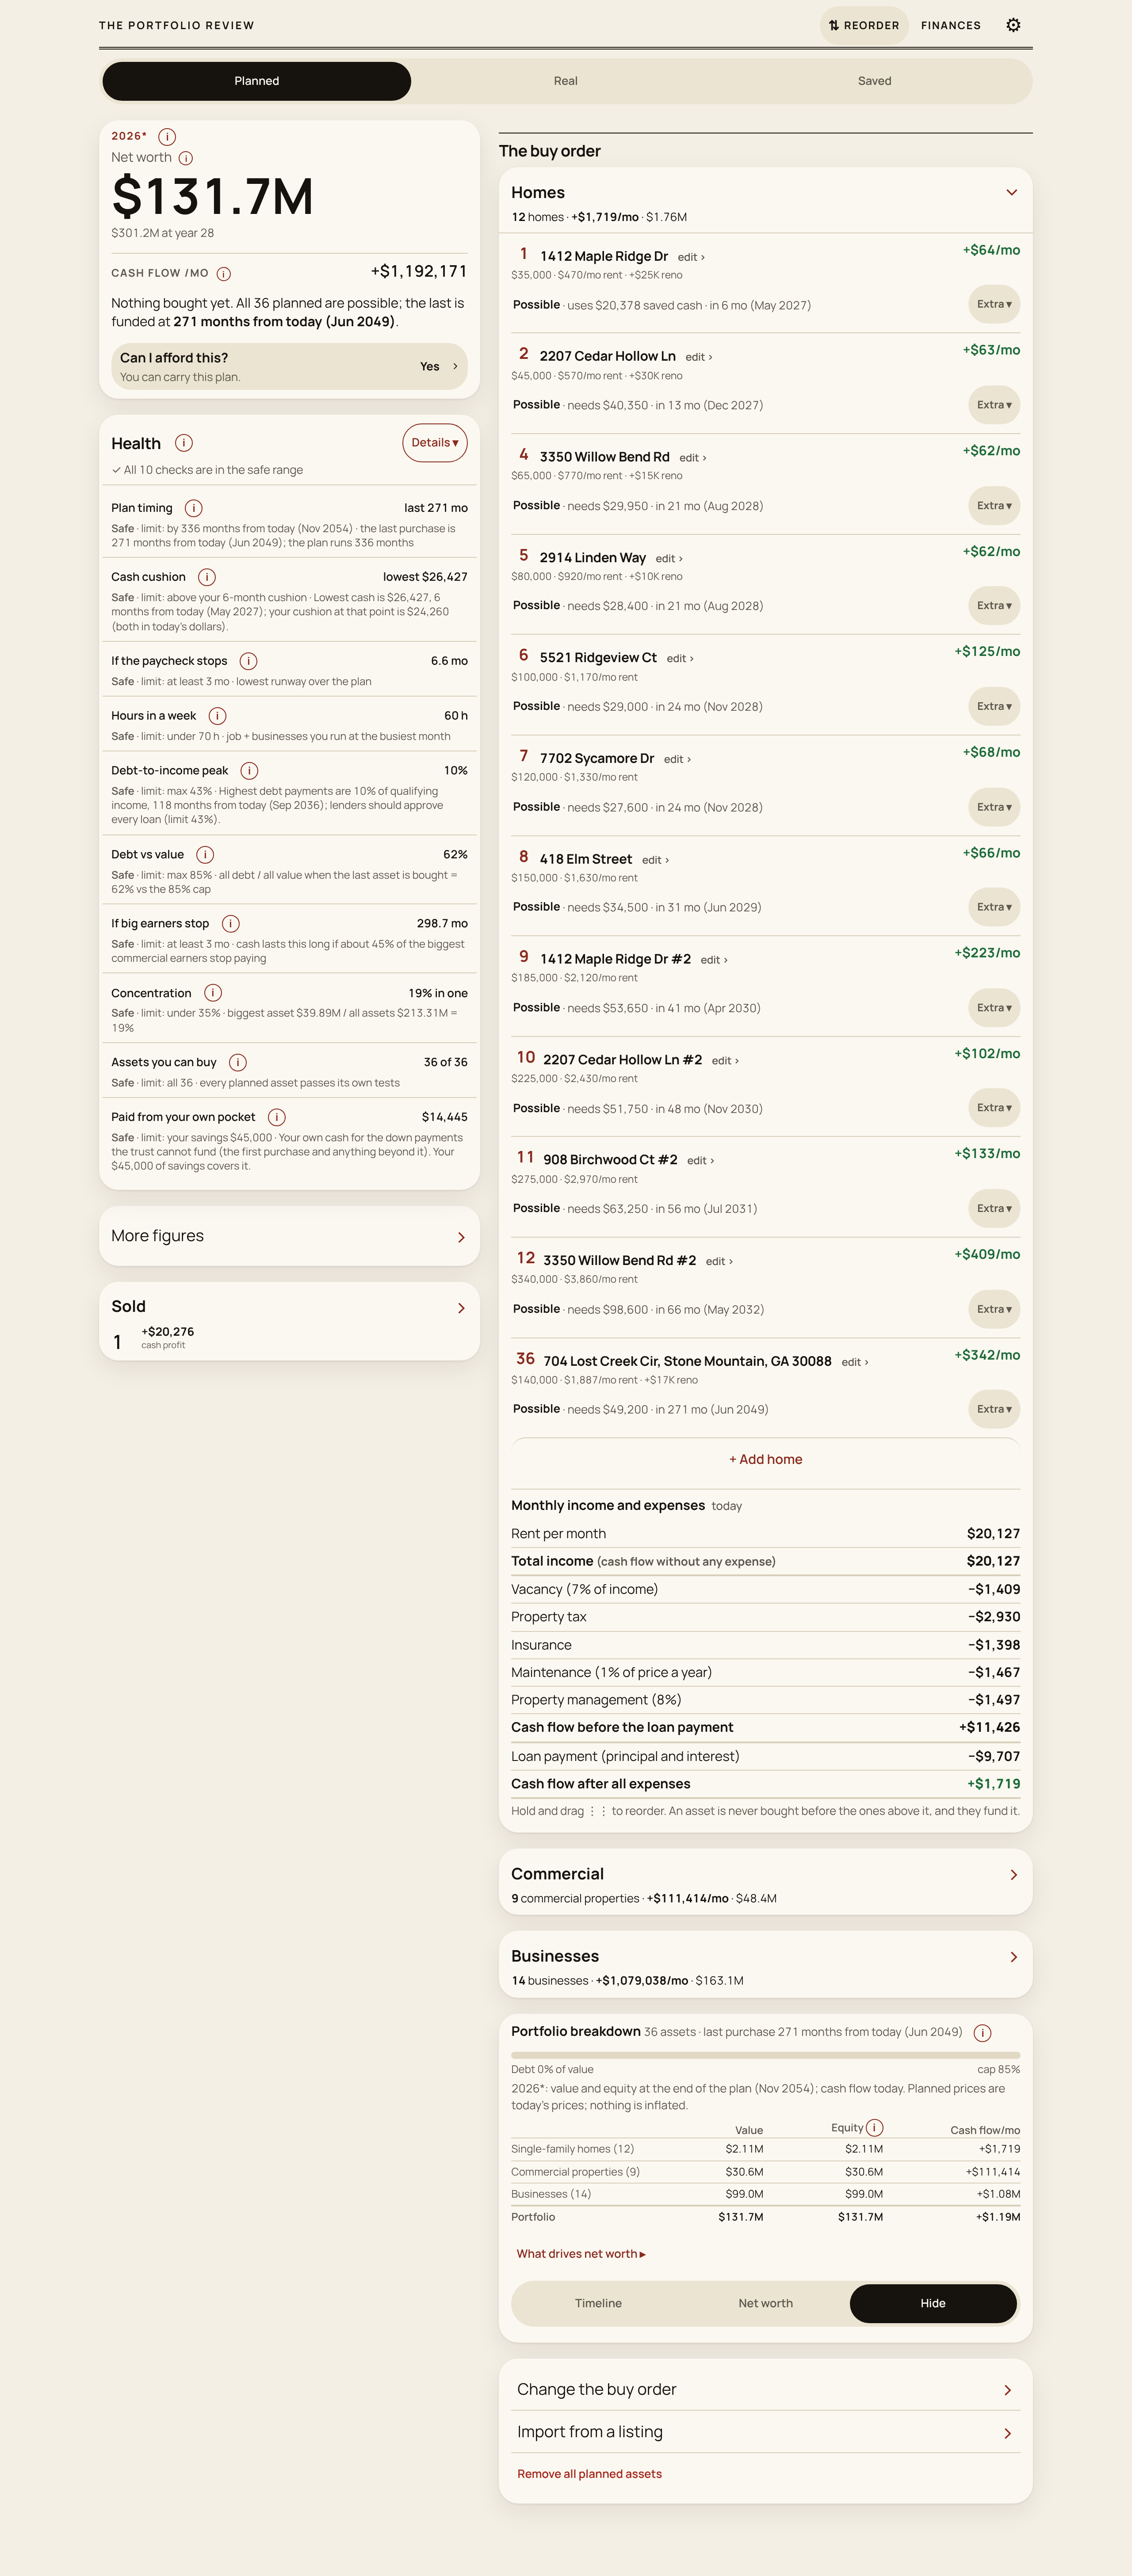 THE PORTFOLIO REVIEW
⇅ REORDER FINANCES ⚙
Planned Real Saved
2026* i
Net worth i
$131.7M
$301.2M at year 28
CASH FLOW /MO i +$1,192,171
Nothing bought yet. All 36 planned are possible; the last is
funded at 271 months from today (Jun 2049).
Can I afford this?
You can carry this plan.
Yes ›
Health i
Details ▾
✓ All 10 checks are in the safe range
Plan timing i last 271 mo
Safe · limit: by 336 months from today (Nov 2054) · the last purchase is
271 months from today (Jun 2049); the plan runs 336 months
Cash cushion i lowest $26,427
Safe · limit: above your 6-month cushion · Lowest cash is $26,427, 6
months from today (May 2027); your cushion at that point is $24,260
(both in today's dollars).
If the paycheck stops i 6.6 mo
Safe · limit: at least 3 mo · lowest runway over the plan
Hours in a week i 60 h
Safe · limit: under 70 h · job + businesses you run at the busiest month
Debt-to-income peak i 10%
Safe · limit: max 43% · Highest debt payments are 10% of qualifying
income, 118 months from today (Sep 2036); lenders should approve
every loan (limit 43%).
Debt vs value i 62%
Safe · limit: max 85% · all debt / all value when the last asset is bought =
62% vs the 85% cap
If big earners stop i 298.7 mo
Safe · limit: at least 3 mo · cash lasts this long if about 45% of the biggest
commercial earners stop paying
Concentration i 19% in one
Safe · limit: under 35% · biggest asset $39.89M / all assets $213.31M =
19%
Assets you can buy i 36 of 36
Safe · limit: all 36 · every planned asset passes its own tests
Paid from your own pocket i $14,445
Safe · limit: your savings $45,000 · Your own cash for the down payments
the trust cannot fund (the first purchase and anything beyond it). Your
$45,000 of savings covers it.
More figures
Sold
1 +$20,276
cash profit
The buy order
Homes
12 homes · +$1,719/mo · $1.76M
1 1412 Maple Ridge Dr edit › +$64/mo
$35,000 · $470/mo rent · +$25K reno
Possible · uses $20,378 saved cash · in 6 mo (May 2027) Extra ▾
2 2207 Cedar Hollow Ln edit › +$63/mo
$45,000 · $570/mo rent · +$30K reno
Possible · needs $40,350 · in 13 mo (Dec 2027) Extra ▾
4 3350 Willow Bend Rd edit › +$62/mo
$65,000 · $770/mo rent · +$15K reno
Possible · needs $29,950 · in 21 mo (Aug 2028) Extra ▾
5 2914 Linden Way edit › +$62/mo
$80,000 · $920/mo rent · +$10K reno
Possible · needs $28,400 · in 21 mo (Aug 2028) Extra ▾
6 5521 Ridgeview Ct edit › +$125/mo
$100,000 · $1,170/mo rent
Possible · needs $29,000 · in 24 mo (Nov 2028) Extra ▾
7 7702 Sycamore Dr edit › +$68/mo
$120,000 · $1,330/mo rent
Possible · needs $27,600 · in 24 mo (Nov 2028) Extra ▾
8 418 Elm Street edit › +$66/mo
$150,000 · $1,630/mo rent
Possible · needs $34,500 · in 31 mo (Jun 2029) Extra ▾
9 1412 Maple Ridge Dr #2 edit › +$223/mo
$185,000 · $2,120/mo rent
Possible · needs $53,650 · in 41 mo (Apr 2030) Extra ▾
10 2207 Cedar Hollow Ln #2 edit › +$102/mo
$225,000 · $2,430/mo rent
Possible · needs $51,750 · in 48 mo (Nov 2030) Extra ▾
11 908 Birchwood Ct #2 edit › +$133/mo
$275,000 · $2,970/mo rent
Possible · needs $63,250 · in 56 mo (Jul 2031) Extra ▾
12 3350 Willow Bend Rd #2 edit › +$409/mo
$340,000 · $3,860/mo rent
Possible · needs $98,600 · in 66 mo (May 2032) Extra ▾
36 704 Lost Creek Cir, Stone Mountain, GA 30088 edit › +$342/mo
$140,000 · $1,887/mo rent · +$17K reno
Possible · needs $49,200 · in 271 mo (Jun 2049) Extra ▾
+ Add home
Monthly income and expenses today
Rent per month $20,127
Total income (cash flow without any expense) $20,127
Vacancy (7% of income) −$1,409
Property tax −$2,930
Insurance −$1,398
Maintenance (1% of price a year) −$1,467
Property management (8%) −$1,497
Cash flow before the loan payment +$11,426
Loan payment (principal and interest) −$9,707
Cash flow after all expenses +$1,719
Hold and drag ⋮⋮ to reorder. An asset is never bought before the ones above it, and they fund it.
Commercial
9 commercial properties · +$111,414/mo · $48.4M
Businesses
14 businesses · +$1,079,038/mo · $163.1M
Portfolio breakdown 36 assets · last purchase 271 months from today (Jun 2049) i
Debt 0% of value cap 85%
2026*: value and equity at the end of the plan (Nov 2054); cash flow today. Planned prices are
today's prices; nothing is inflated.
Value Equity i Cash flow/mo
Single-family homes (12) $2.11M $2.11M +$1,719
Commercial properties (9) $30.6M $30.6M +$111,414
Businesses (14) $99.0M $99.0M +$1.08M
Portfolio $131.7M $131.7M +$1.19M
What drives net worth ▸
Timeline Net worth Hide
Change the buy order
Import from a listing
Remove all planned assets